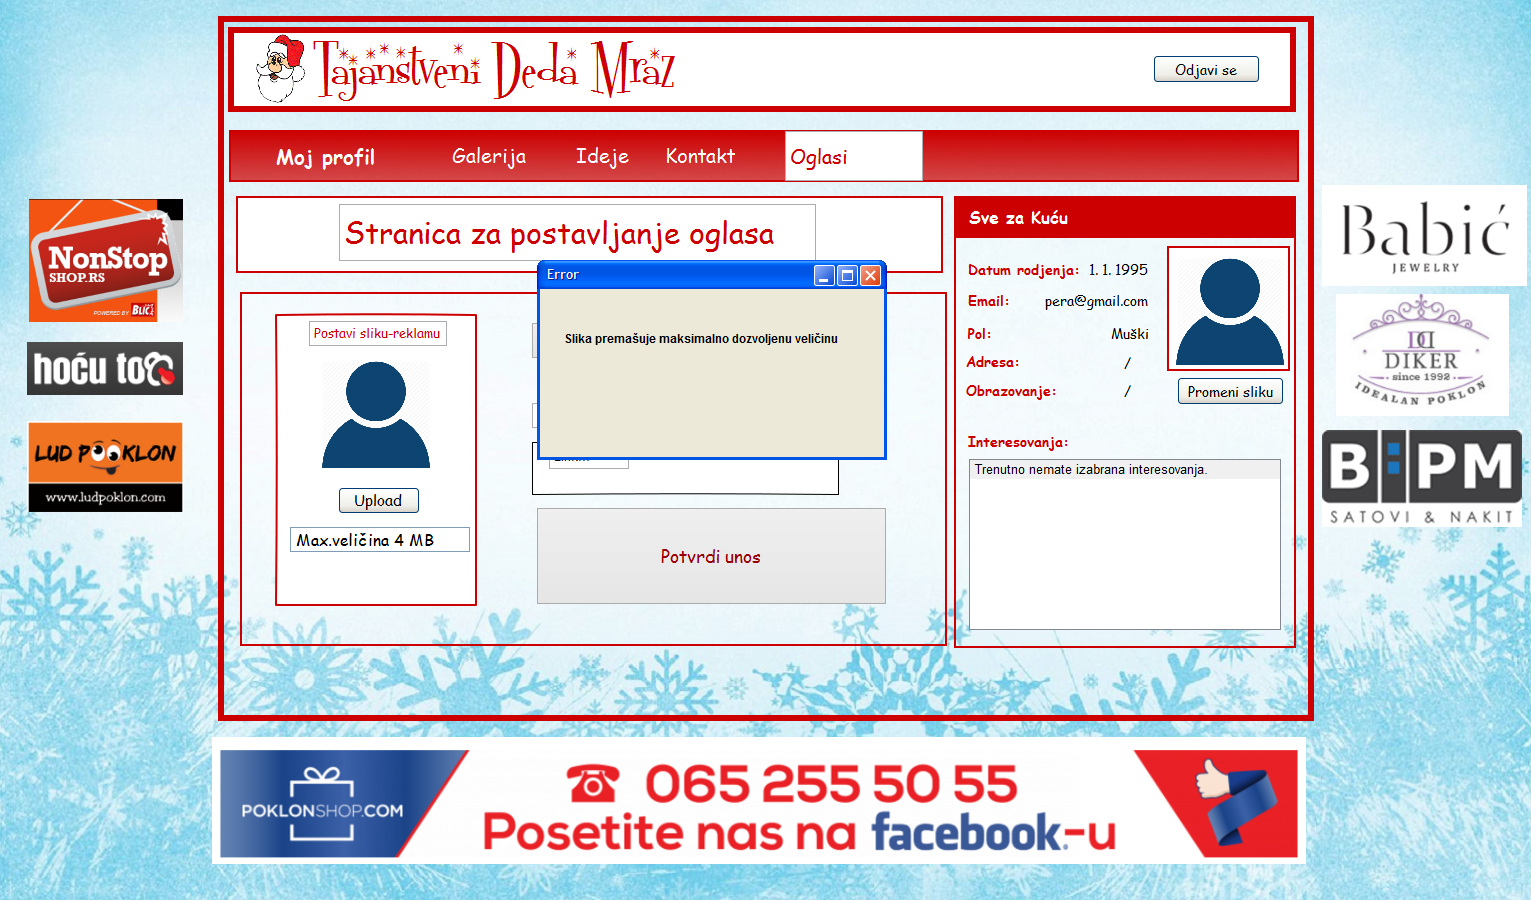 Tajanstveni Deda Mraz
Odjavi se
Moj profil
Galerija
Ideje
Kontakt
Oglasi
NonStop
SHOP.RS
POWERED BY BLIC
hoću to
LUD POOKLON
www.ludpoklon.com
Stranica za postavljanje oglasa
Postavi sliku-reklamu
Upload
Max.veličina 4 MB
Error
Slika premašuje maksimalno dozvoljenu veličinu
Potvrdi unos
Sve za Kuću
Datum rodjenja: 1. 1. 1995
Email: pera@gmail.com
Pol: Muški
Adresa: /
Obrazovanje: /
Promeni sliku
Interesovanja:
Trenutno nemate izabrana interesovanja.
Babić
JEWELRY
DD
DIKER
since 1992
IDEALAN POKLON
B:PM
SATOVI & NAKIT
POKLONSHOP.COM
065 255 50 55
Posetite nas na facebook-u